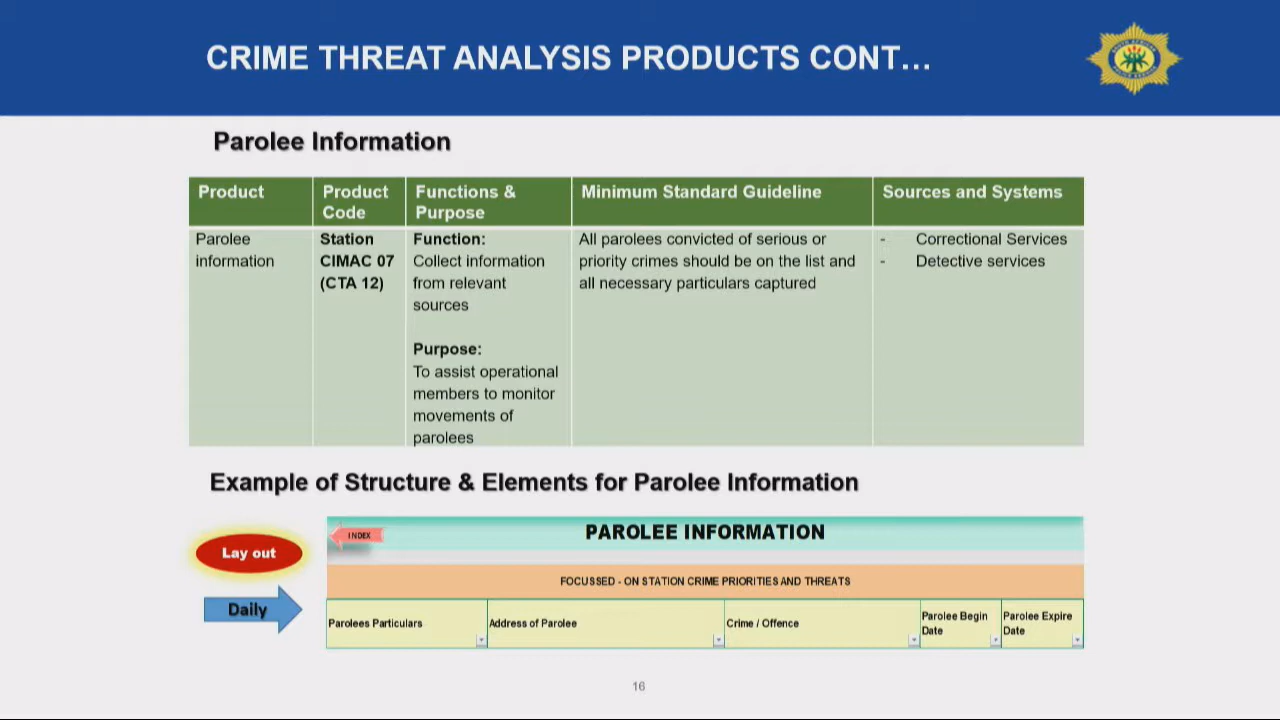 CRIME THREAT ANALYSIS PRODUCTS CONT…
Parolee Information
Product
Product
Code
Functions &
Purpose
Minimum Standard Guideline
Sources and Systems
Parolee
information
Station
CIMAC 07
(CTA 12)
Function:
Collect information
from relevant
sources
Purpose:
To assist operational
members to monitor
movements of
parolees
All parolees convicted of serious or
priority crimes should be on the list and
all necessary particulars captured
- Correctional Services
- Detective services
Example of Structure & Elements for Parolee Information
Lay out
Daily
INDEX
PAROLEE INFORMATION
FOCUSSED - ON STATION CRIME PRIORITIES AND THREATS
Parolees Particulars
Address of Parolee
Crime / Offence
Parolee Begin
Date
Parolee Expire
Date
16